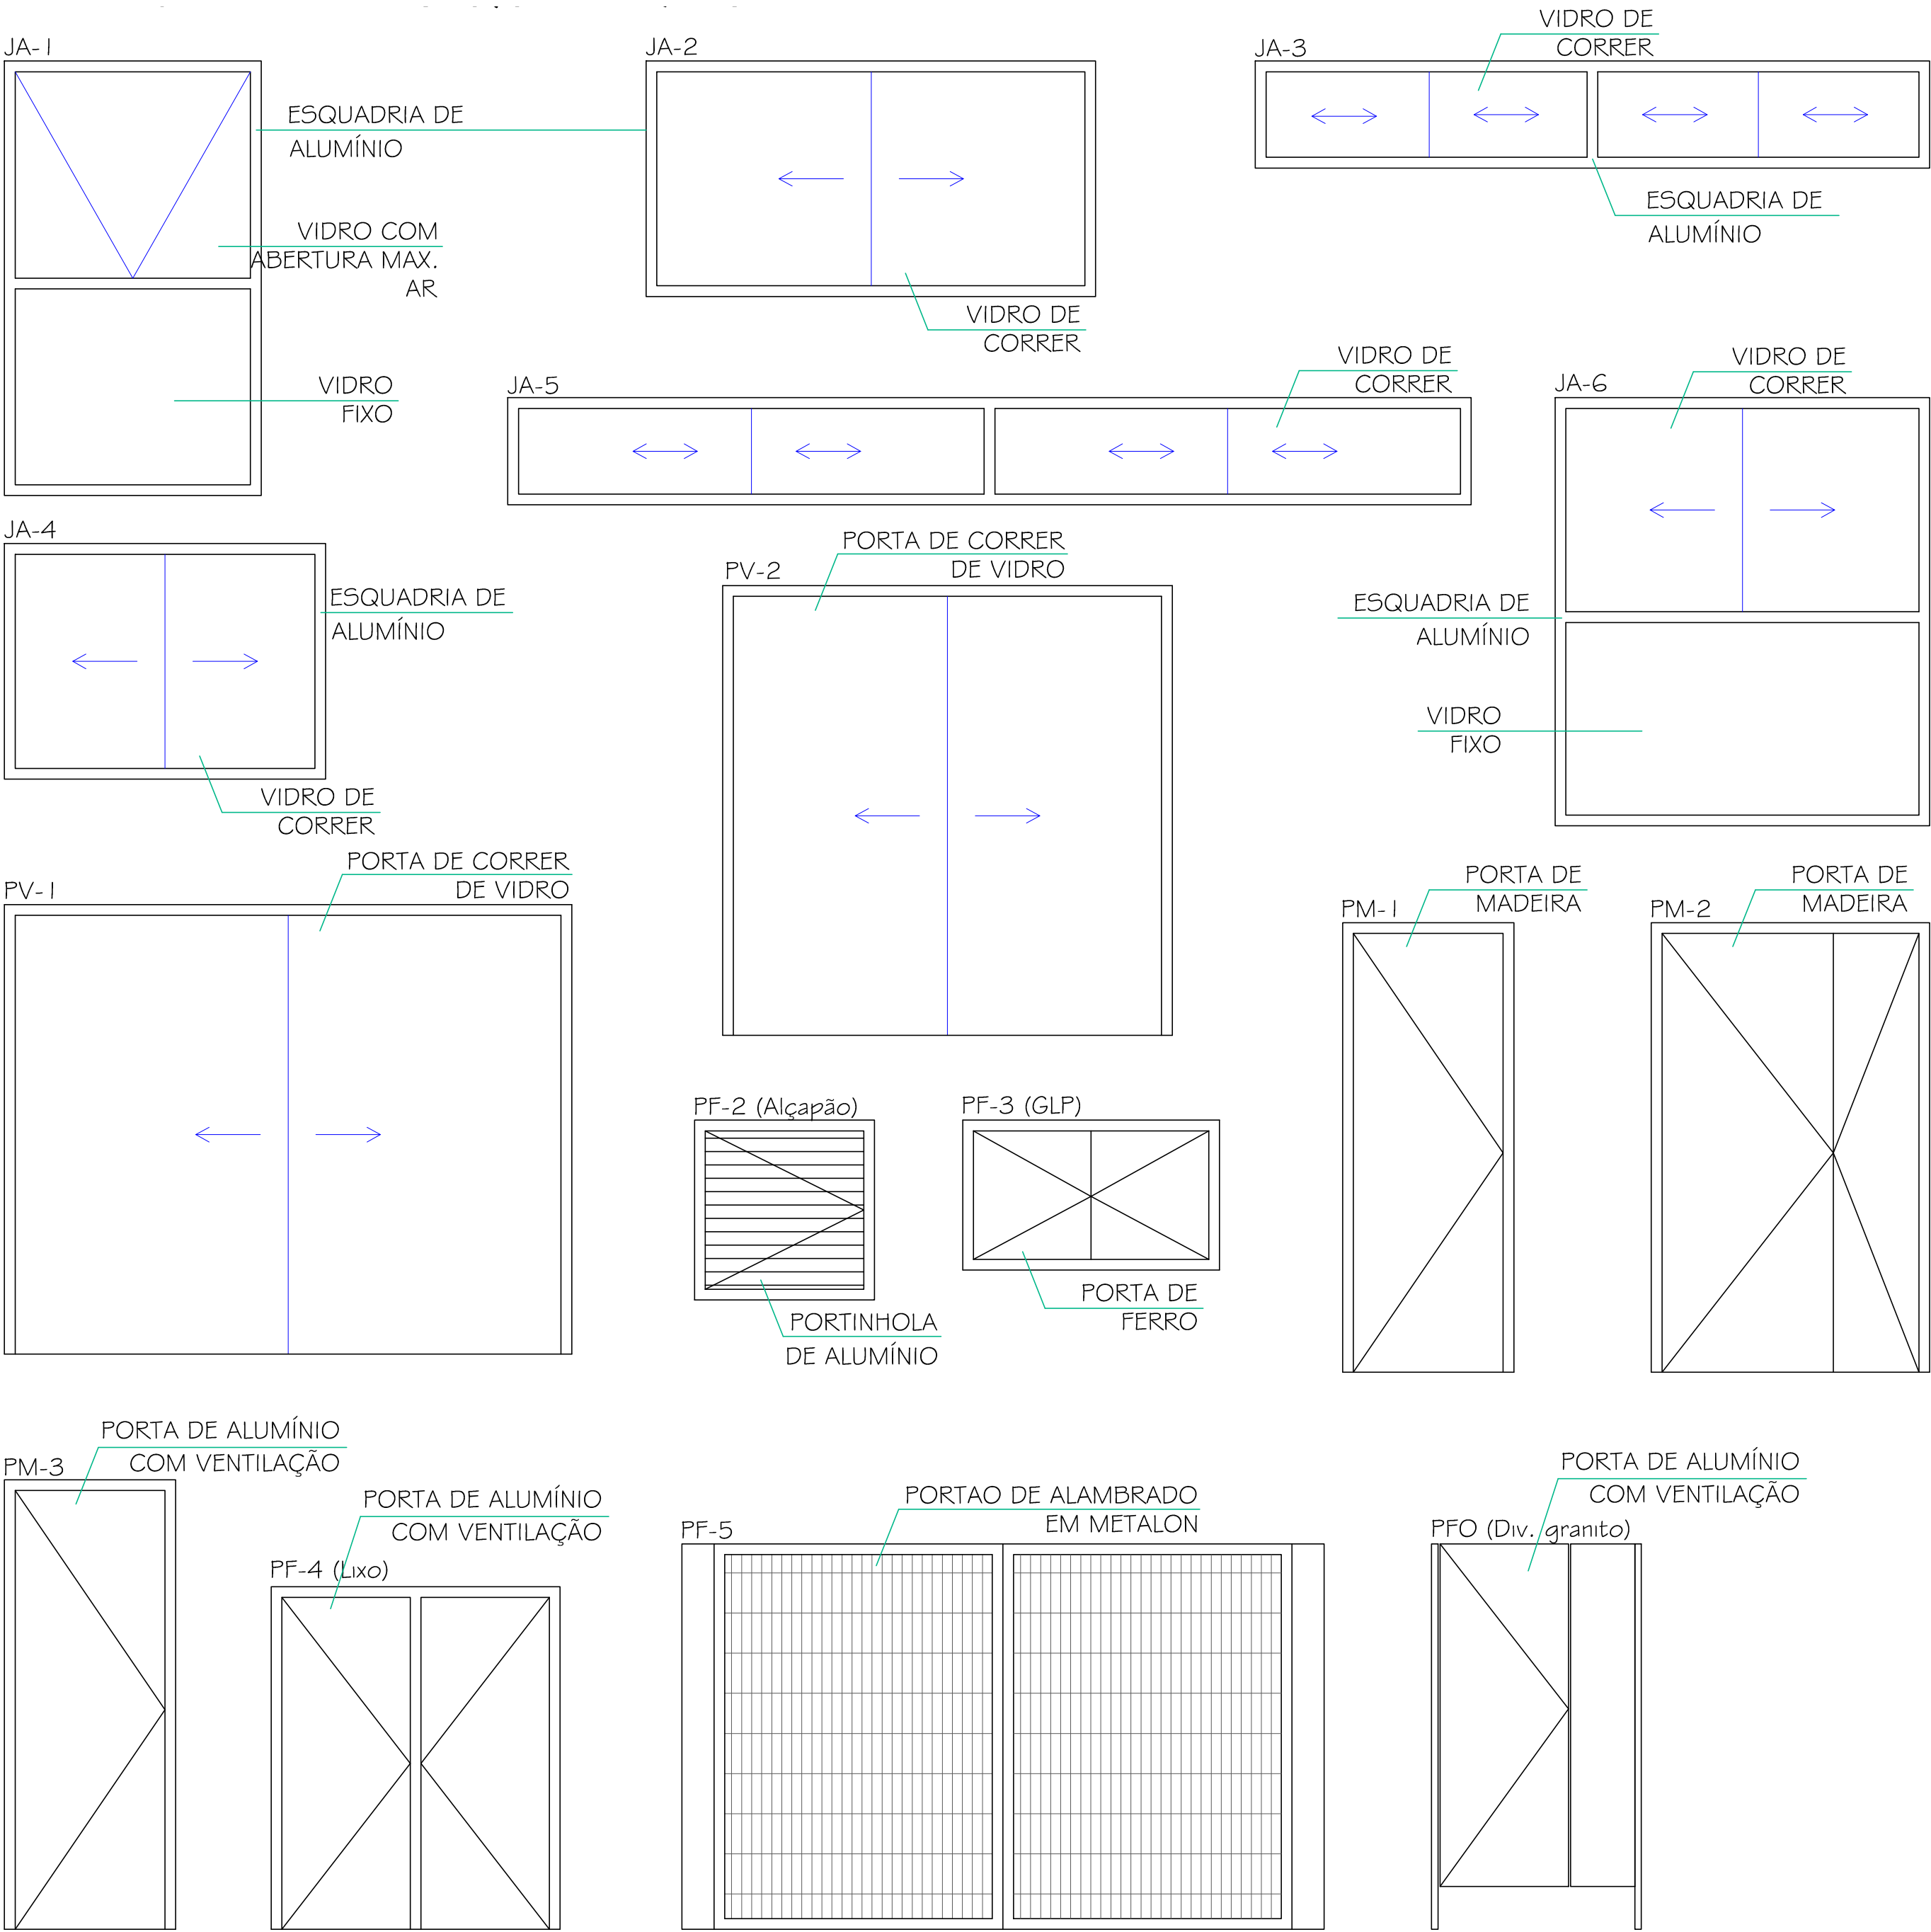 JA-1
ESQUADRIA DE
ALUMÍNIO
VIDRO COM
ABERTURA MAX.
AR
VIDRO
FIXO
JA-2
VIDRO DE
CORRER
JA-3
VIDRO DE
CORRER
ESQUADRIA DE
ALUMÍNIO
JA-5
VIDRO DE
CORRER
JA-6
VIDRO DE
CORRER
ESQUADRIA DE
ALUMÍNIO
VIDRO
FIXO
JA-4
ESQUADRIA DE
ALUMÍNIO
VIDRO DE
CORRER
PV-2
PORTA DE CORRER
DE VIDRO
PV-1
PORTA DE CORRER
DE VIDRO
PM-1
PORTA DE
MADEIRA
PM-2
PORTA DE
MADEIRA
PF-2 (Alçapão)
PORTINHOLA
DE ALUMÍNIO
PF-3 (GLP)
PORTA DE
FERRO
PM-3
PORTA DE ALUMÍNIO
COM VENTILAÇÃO
PF-4 (Lixo)
PORTA DE ALUMÍNIO
COM VENTILAÇÃO
PF-5
PORTAO DE ALAMBRADO
EM METALON
PFO (Div. granito)
PORTA DE ALUMÍNIO
COM VENTILAÇÃO